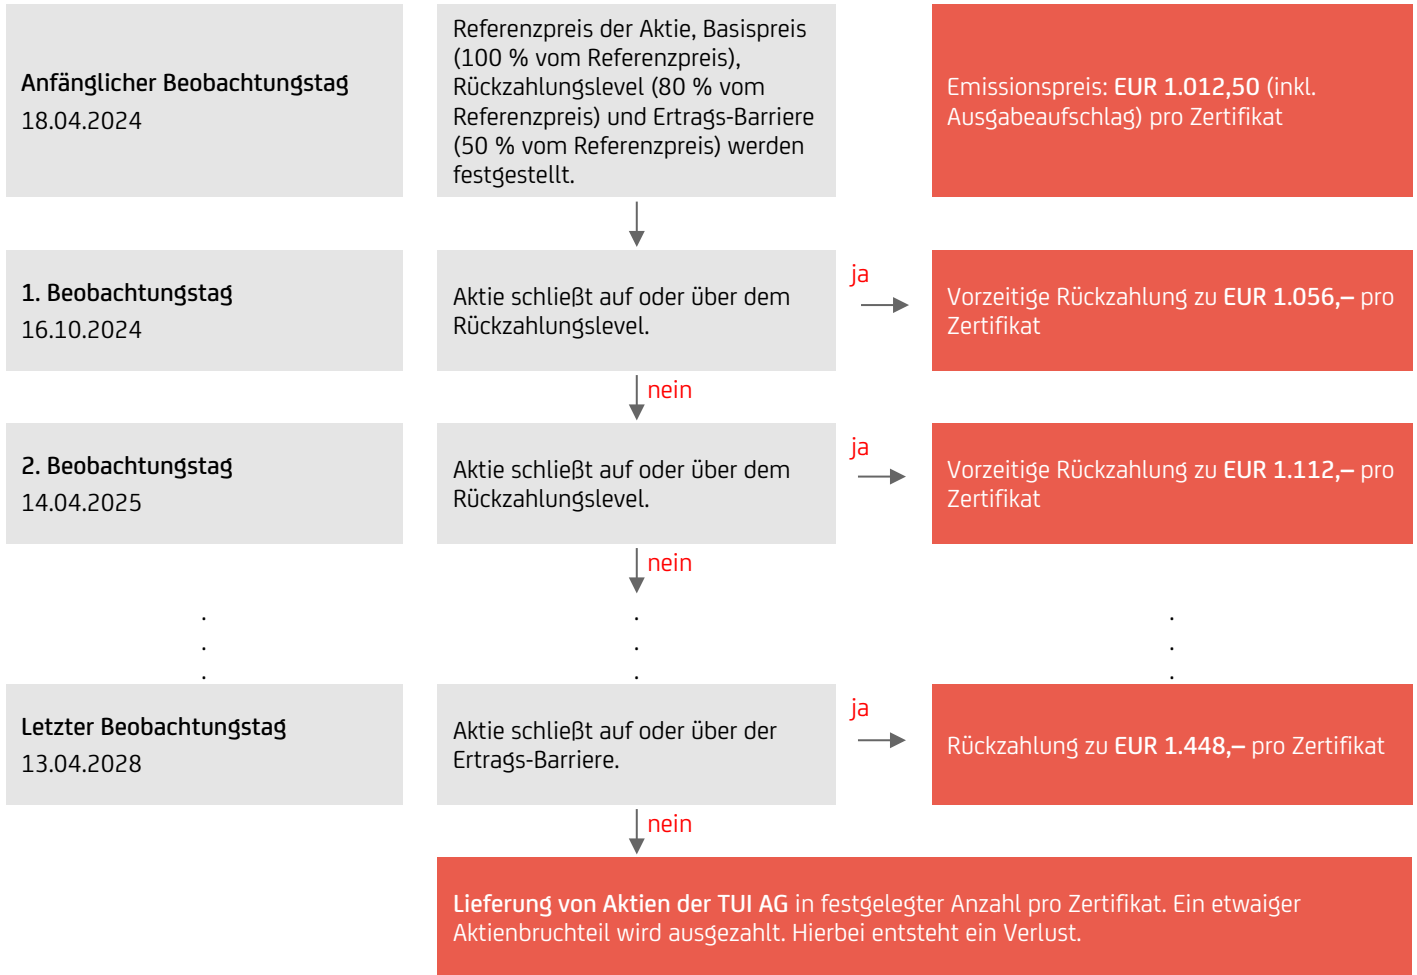 Anfänglicher Beobachtungstag
18.04.2024
Referenzpreis der Aktie, Basispreis
(100 % vom Referenzpreis),
Rückzahlungslevel (80 % vom
Referenzpreis) und Ertrags-Barriere
(50 % vom Referenzpreis) werden
festgestellt.
Emissionspreis: EUR 1.012,50 (inkl.
Ausgabeaufschlag) pro Zertifikat
1. Beobachtungstag
16.10.2024
Aktie schließt auf oder über dem
Rückzahlungslevel.
ja
Vorzeitige Rückzahlung zu EUR 1.056,– pro
Zertifikat
nein
2. Beobachtungstag
14.04.2025
Aktie schließt auf oder über dem
Rückzahlungslevel.
ja
Vorzeitige Rückzahlung zu EUR 1.112,– pro
Zertifikat
nein
. . .
. . .
. . .
Letzter Beobachtungstag
13.04.2028
Aktie schließt auf oder über der
Ertrags-Barriere.
ja
Rückzahlung zu EUR 1.448,– pro Zertifikat
nein
Lieferung von Aktien der TUI AG in festgelegter Anzahl pro Zertifikat. Ein etwaiger
Aktienbruchteil wird ausgezahlt. Hierbei entsteht ein Verlust.